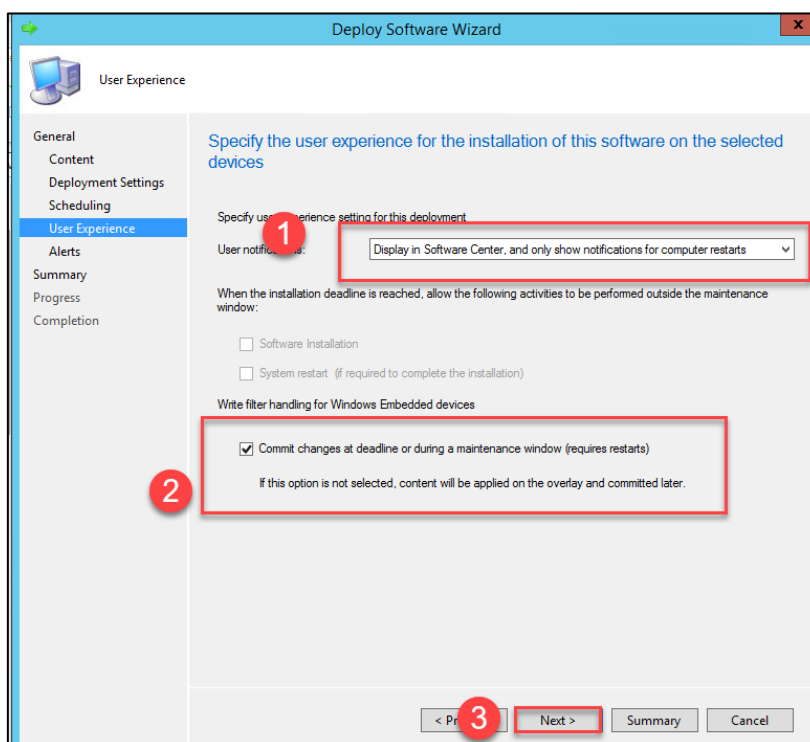 Deploy Software Wizard
x
User Experience
General
Content
Deployment Settings
Scheduling
User Experience
Alerts
Summary
Progress
Completion
Specify the user experience for the installation of this software on the selected
devices
Specify user experience setting for this deployment
1
User notifications:
Display in Software Center, and only show notifications for computer restarts
When the installation deadline is reached, allow the following activities to be performed outside the maintenance
window:
Software Installation
System restart (if required to complete the installation)
Write filter handling for Windows Embedded devices
Commit changes at deadline or during a maintenance window (requires restarts)
2
If this option is not selected, content will be applied on the overlay and committed later.
3
Next >
Summary
Cancel